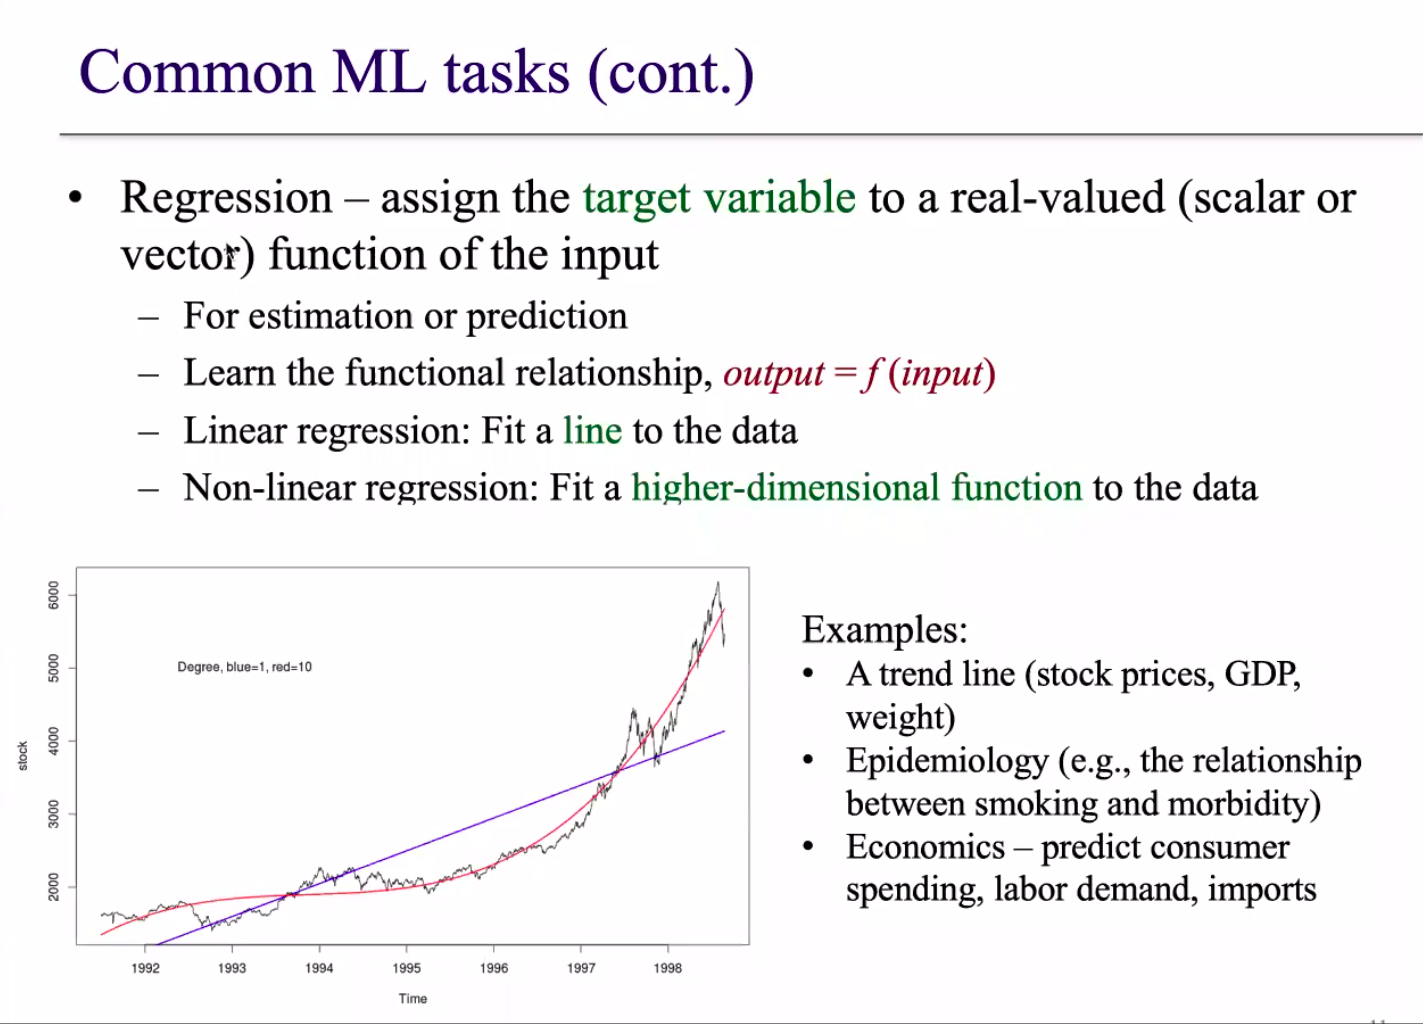 Common ML tasks (cont.)
• Regression – assign the target variable to a real-valued (scalar or
vector) function of the input
– For estimation or prediction
– Learn the functional relationship, output = f (input)
– Linear regression: Fit a line to the data
– Non-linear regression: Fit a higher-dimensional function to the data
6000
5000
4000
3000
2000
stock
Degree, blue=1, red=10
1992 1993 1994 1995 1996 1997 1998
Time
Examples:
• A trend line (stock prices, GDP,
weight)
• Epidemiology (e.g., the relationship
between smoking and morbidity)
• Economics – predict consumer
spending, labor demand, imports